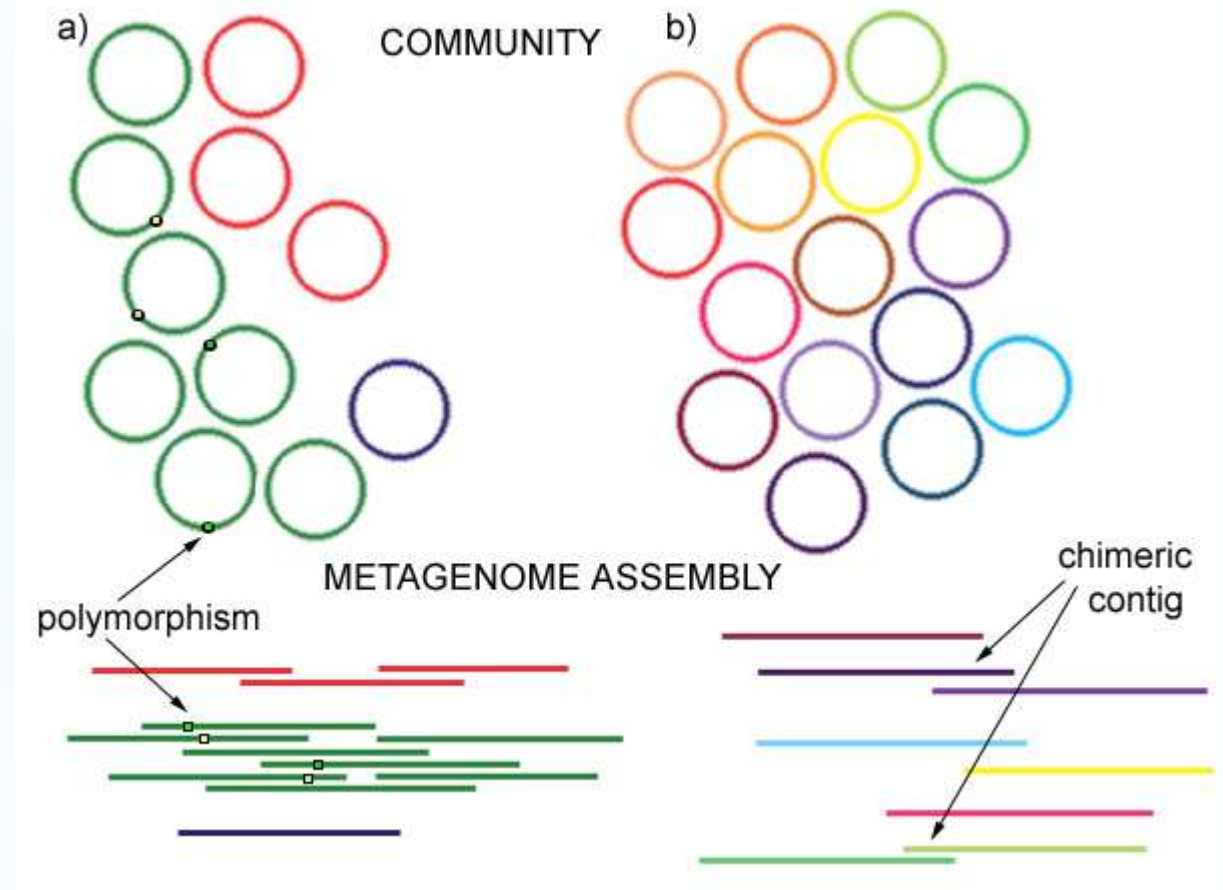 a)
COMMUNITY
b)
METAGENOME ASSEMBLY
polymorphism
chimeric
contig